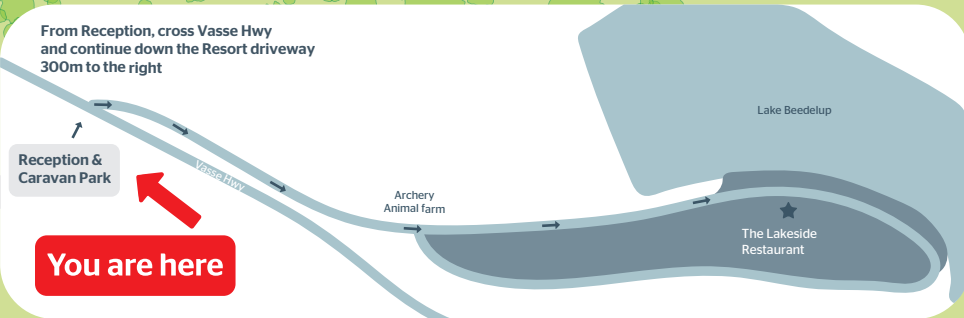 From Reception, cross Vasse Hwy
and continue down the Resort driveway
300m to the right
Lake Beedelup
Reception &
Caravan Park
Vasse Hwy
Archery
Animal farm
The Lakeside
Restaurant
You are here